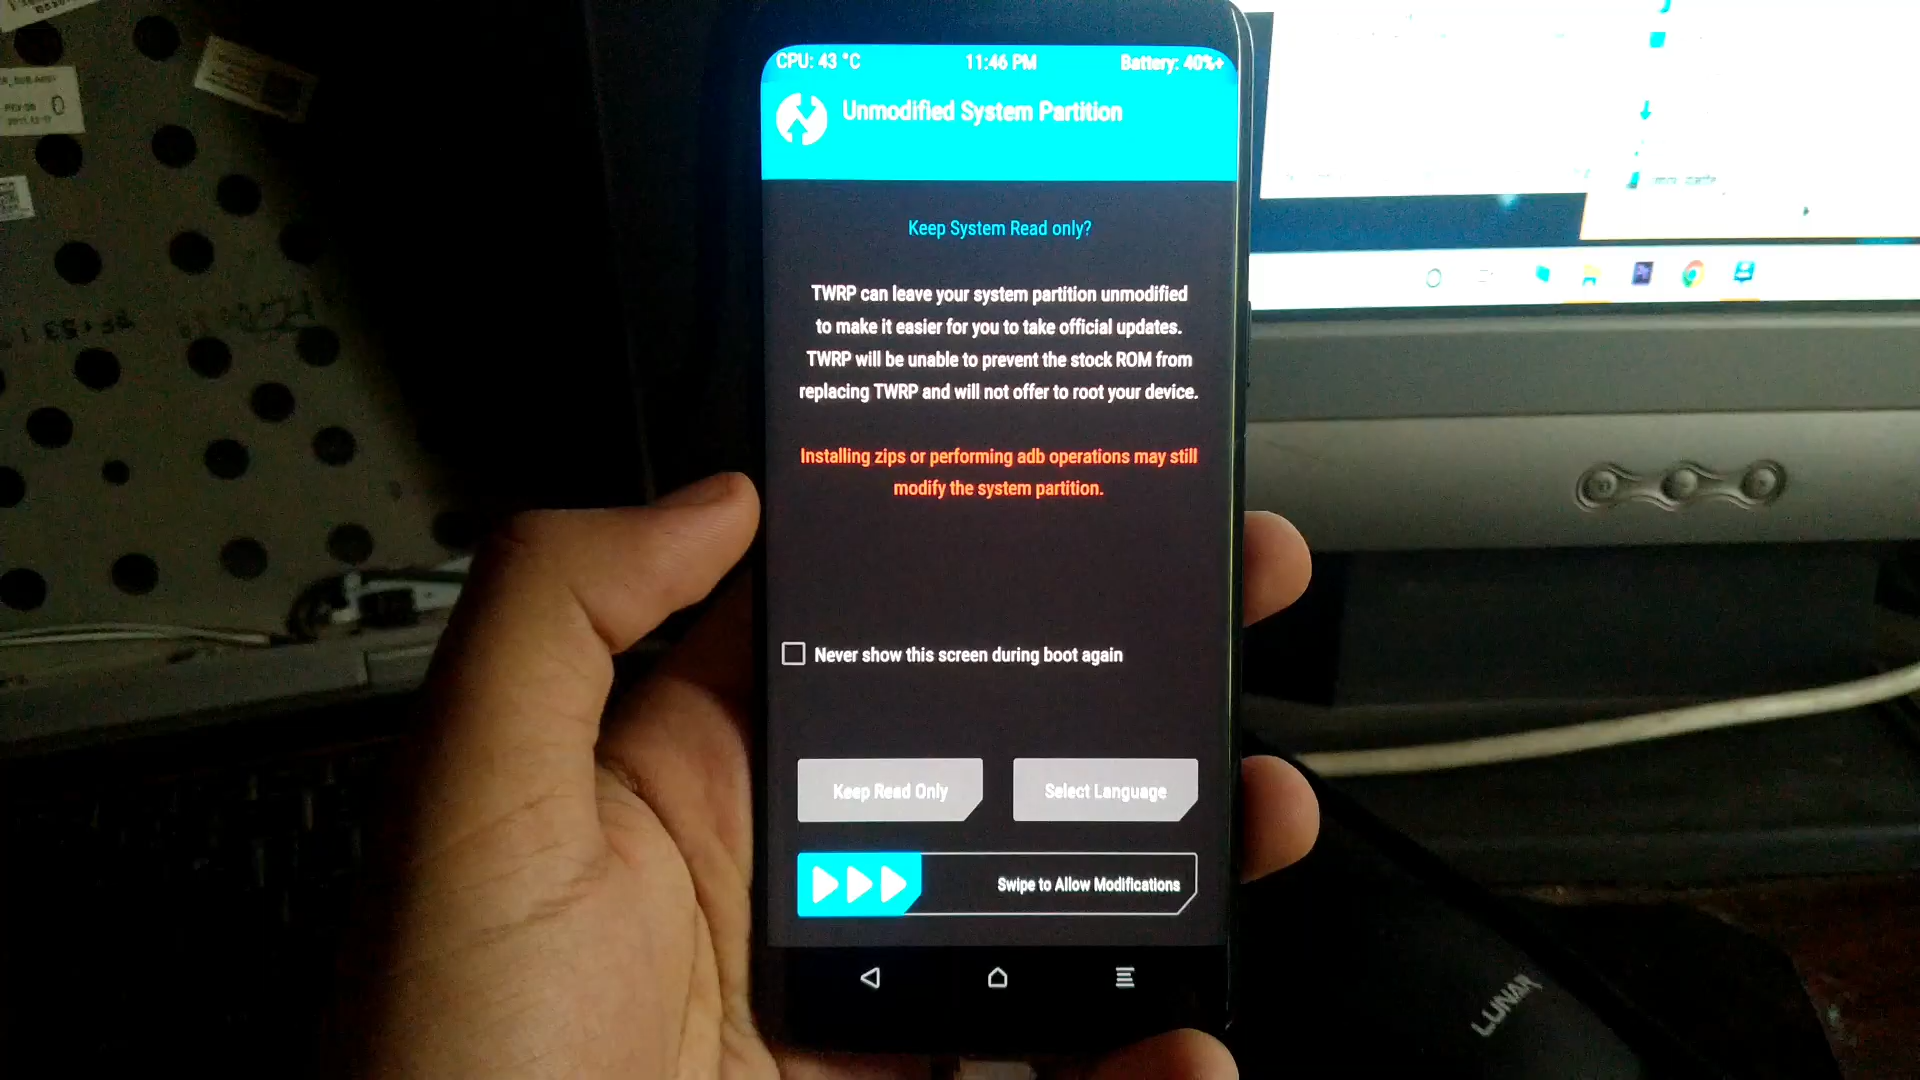 CPU: 43 °C 11:46 PM Battery: 40%+
Unmodified System Partition
Keep System Read only?
TWRP can leave your system partition unmodified
to make it easier for you to take official updates.
TWRP will be unable to prevent the stock ROM from
replacing TWRP and will not offer to root your device.
Installing zips or performing adb operations may still
modify the system partition.
Never show this screen during boot again
Keep Read Only
Select Language
Swipe to Allow Modifications
LUNAR